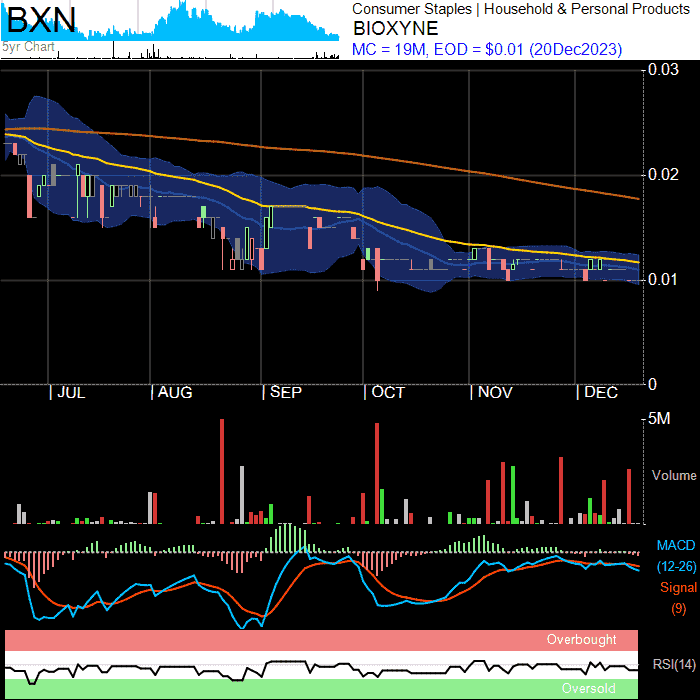 BXN
5yr Chart
Consumer Staples | Household & Personal Products
BIOXYNE
MC = 19M, EOD = $0.01 (20Dec2023)
0.03
0.02
0.01
0
| JUL | AUG | SEP | OCT | NOV | DEC
5M
Volume
MACD
(12-26)
Signal
(9)
Overbought
RSI(14)
Oversold